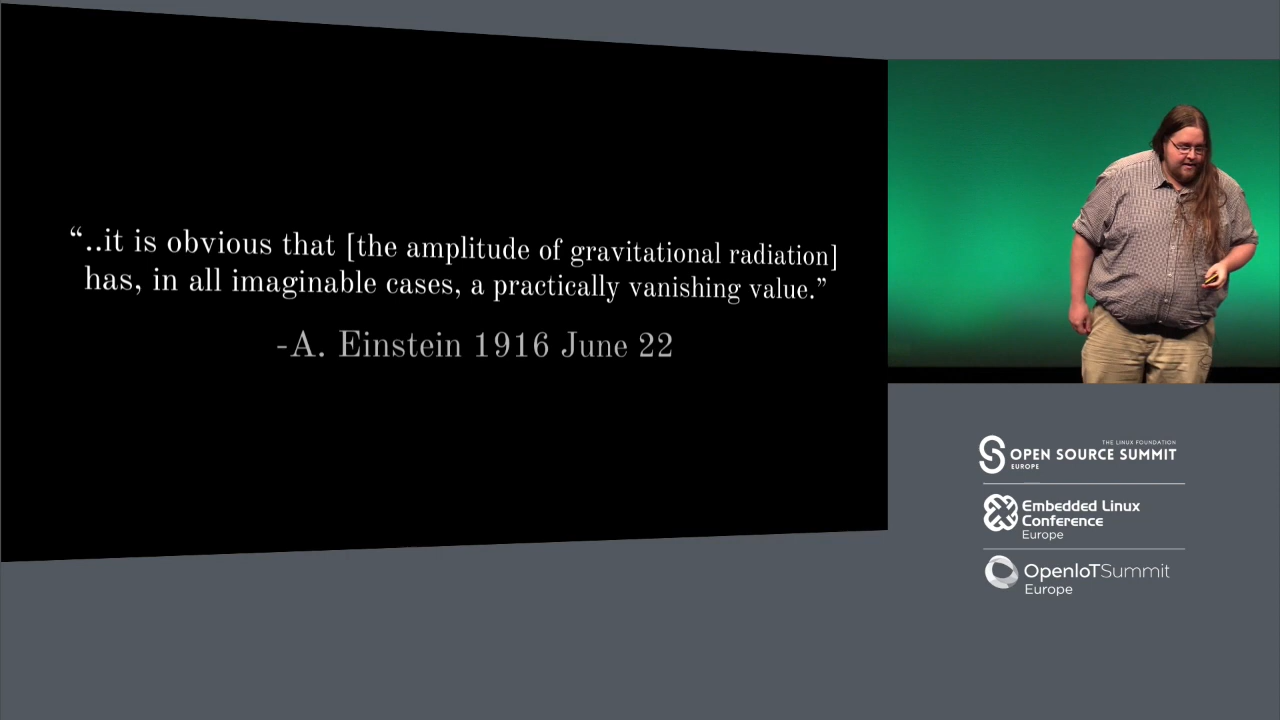 “..it is obvious that [the amplitude of gravitational radiation]
has, in all imaginable cases, a practically vanishing value.”
-A. Einstein 1916 June 22
THE LINUX FOUNDATION
OPEN SOURCE SUMMIT
EUROPE
Embedded Linux
Conference
Europe
OpenIoTSummit
Europe